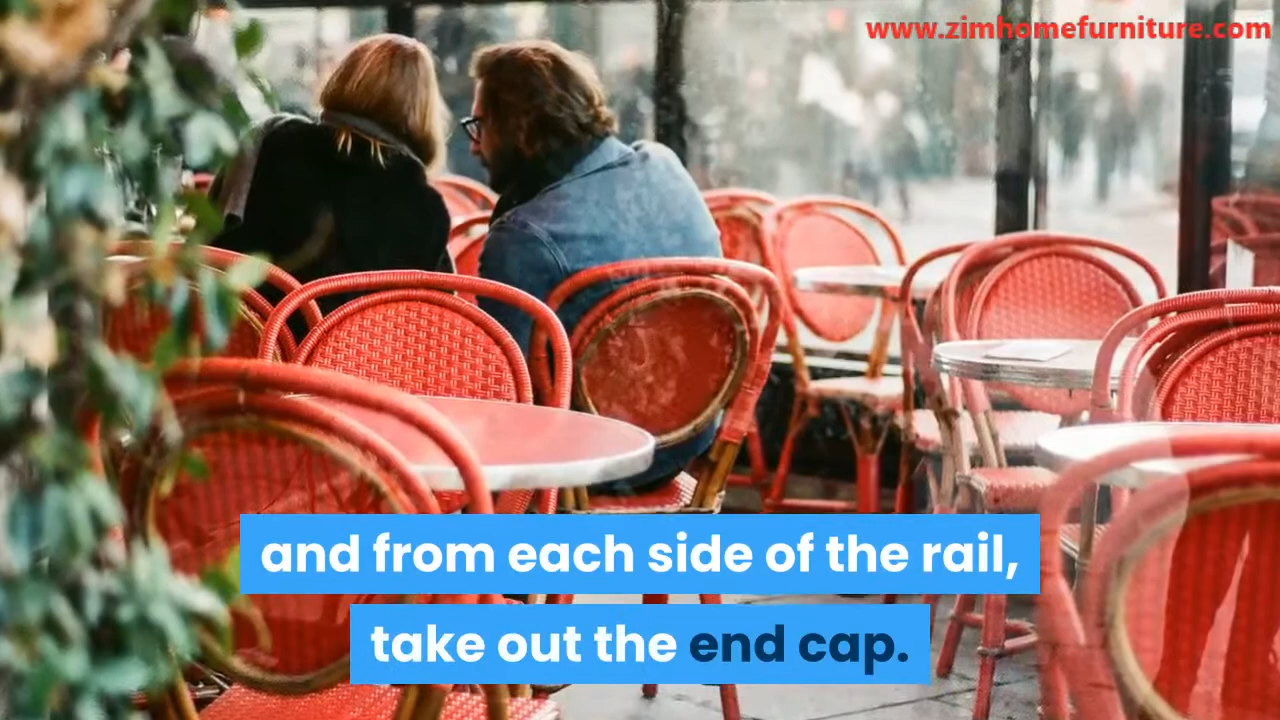 www.zimhomefurniture.com
and from each side of the rail,
take out the end cap.